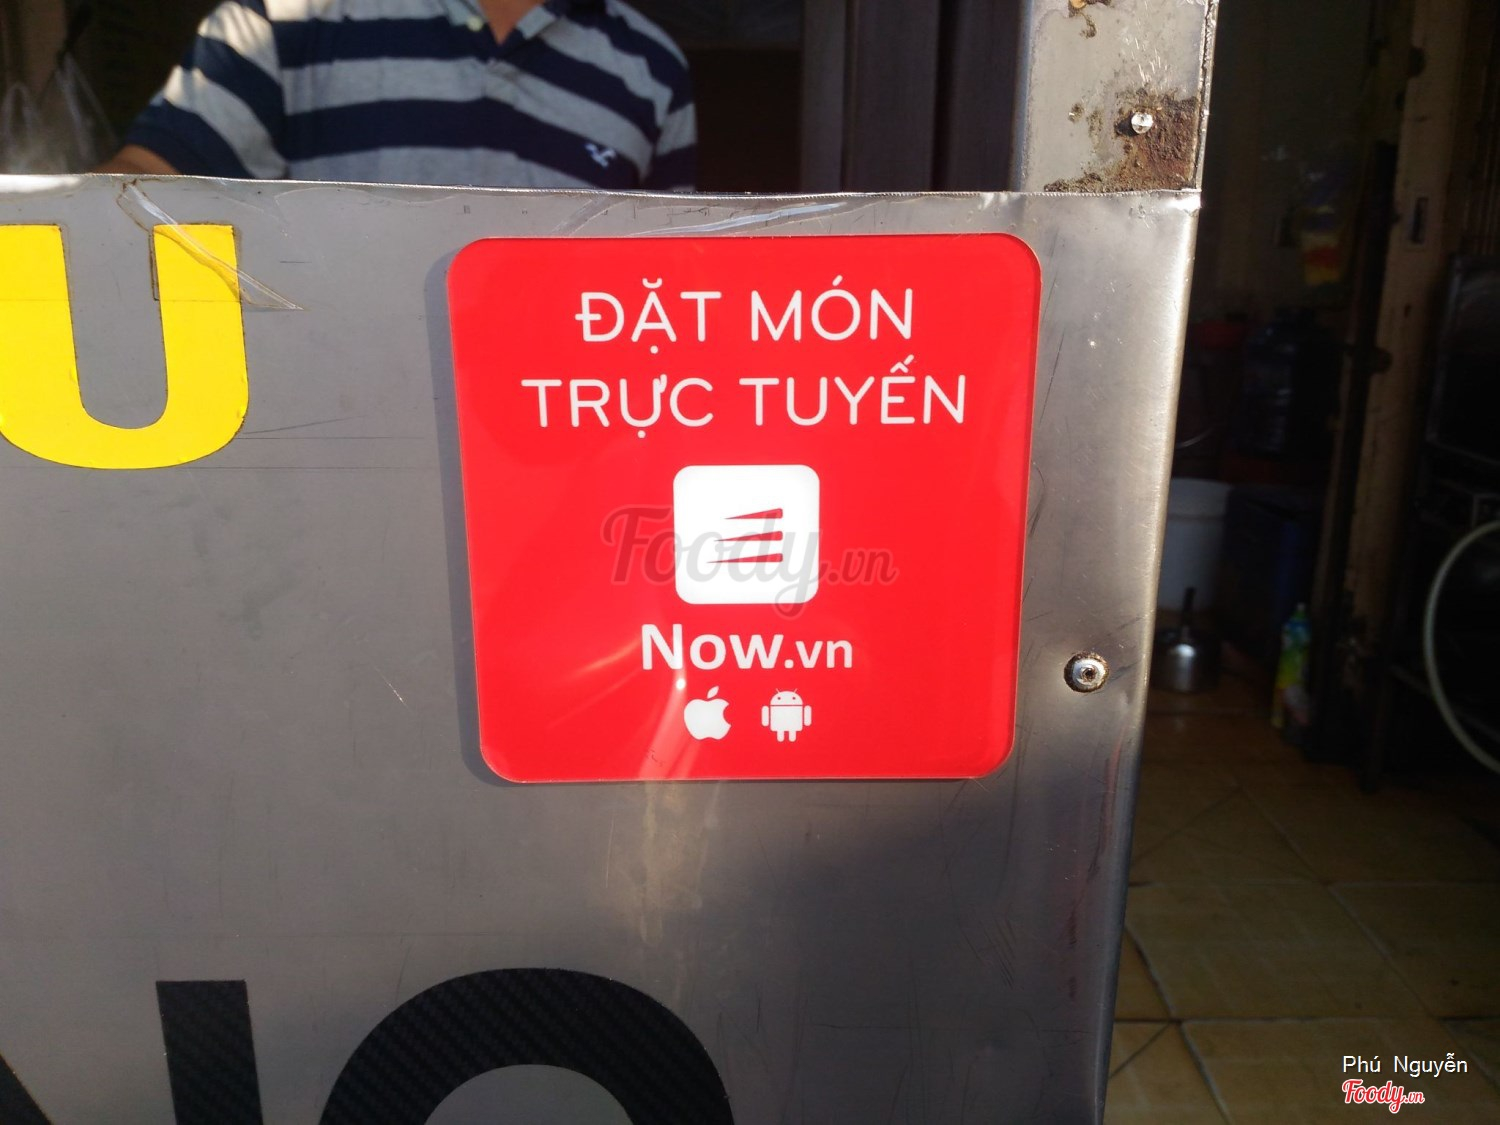 ĐẶT MÓN
TRỰC TUYẾN
Foody.vn
Now.vn
Phú Nguyễn
Foody.vn